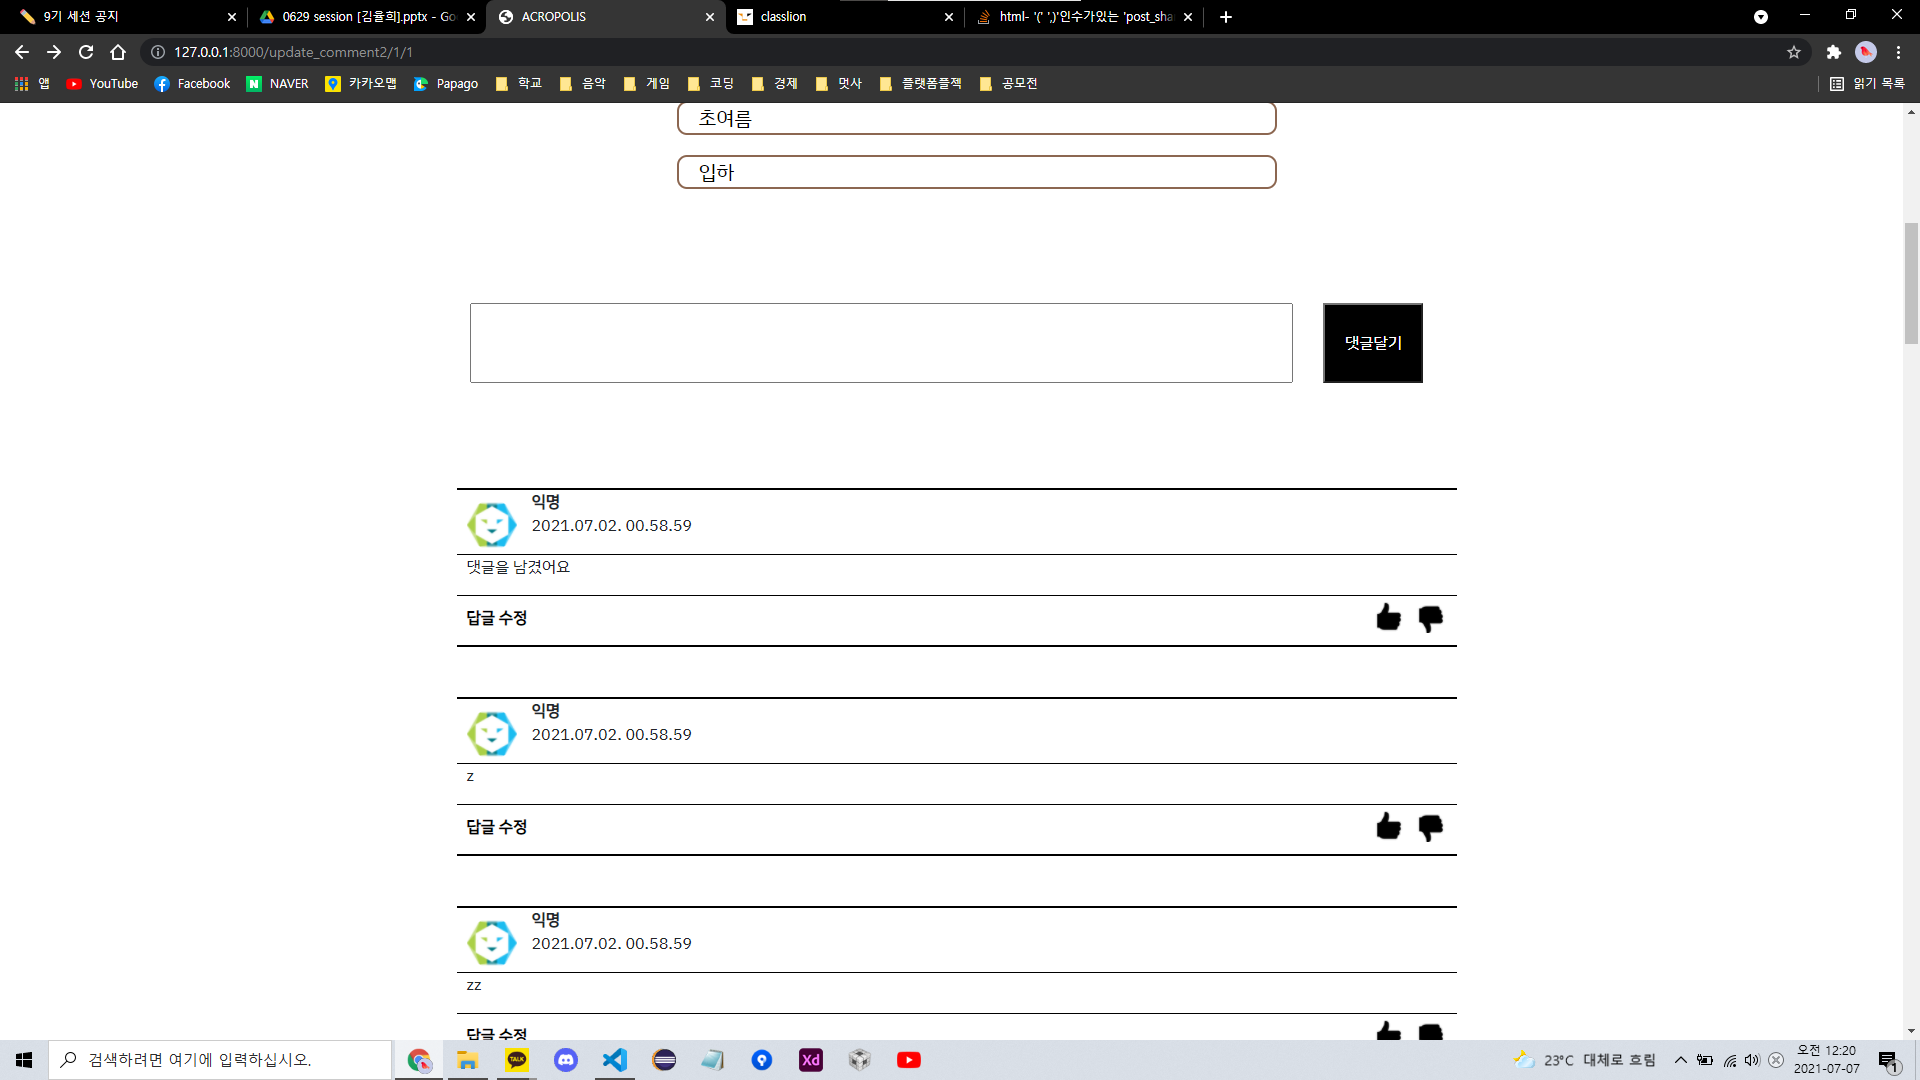 9기 세션 공지
0629 session [김율희].pptx - Go
ACROPOLIS
classlion
html- '(' ',)'인수가있는 'post_sha
127.0.0.1:8000/update_comment2/1/1
앱
YouTube
Facebook
NAVER
카카오맵
Papago
학교
음악
게임
코딩
경제
멋사
플랫폼플젝
공모전
읽기 목록
초여름
입하
댓글달기
익명
2021.07.02. 00.58.59
댓글을 남겼어요
답글 수정
익명
2021.07.02. 00.58.59
z
답글 수정
익명
2021.07.02. 00.58.59
zz
답글 수정
검색하려면 여기에 입력하십시오.
TALK
Xd
23°C 대체로 흐림
오전 12:20
2021-07-07
1